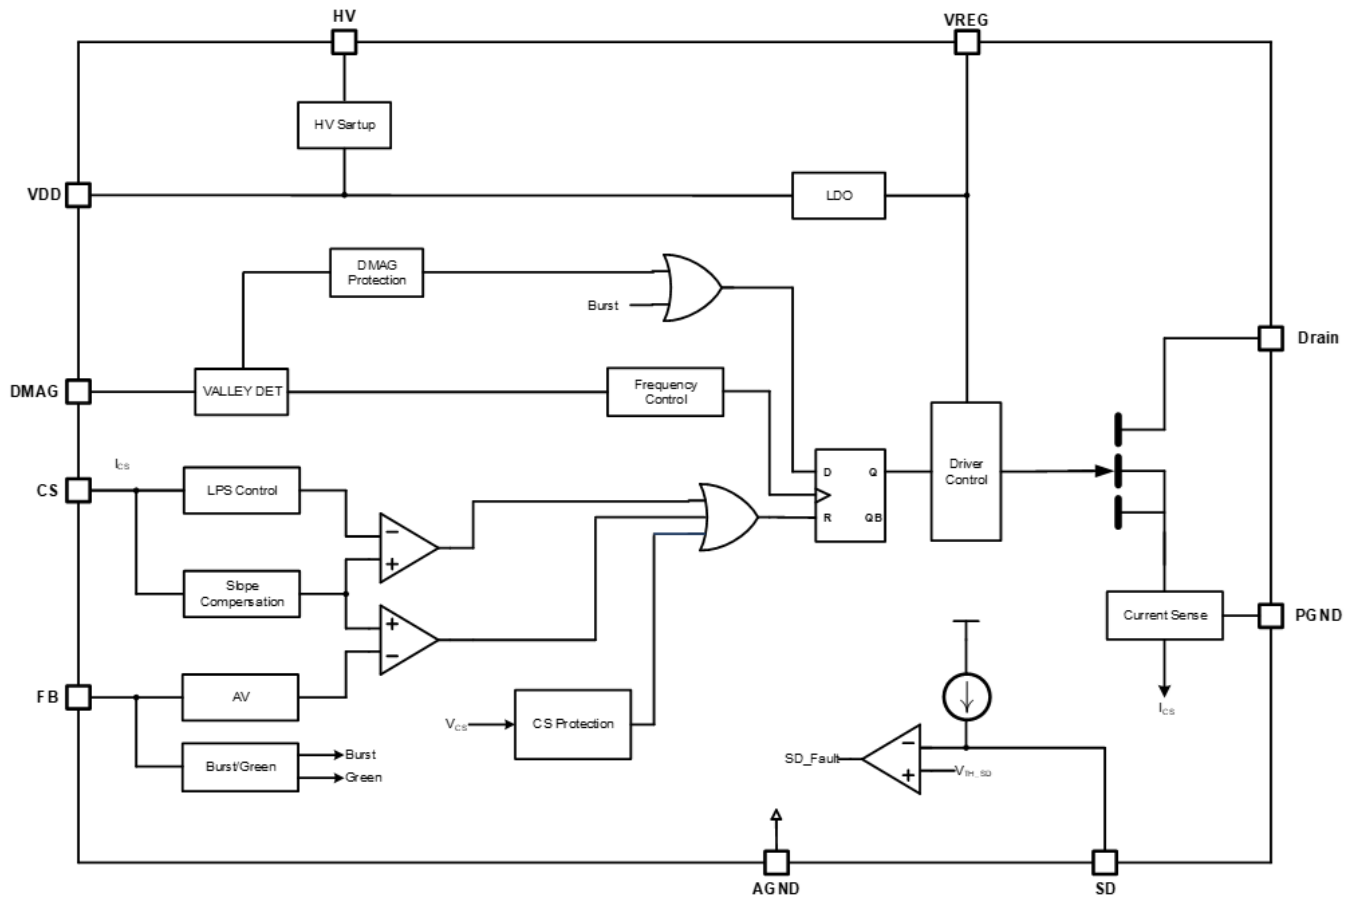 HV
VREG
HV Sartup
VDD
LDO
DMAG
Protection
Burst
Drain
DMAG
VALLEY DET
Frequency
Control
ICS
CS
LPS Control
D
Q
R
QB
Driver
Control
Slope
Compensation
Current Sense
PGND
FB
AV
ICS
VCS
CS Protection
Burst/Green
Burst
Green
SD_Fault
VTH_SD
AGND
SD